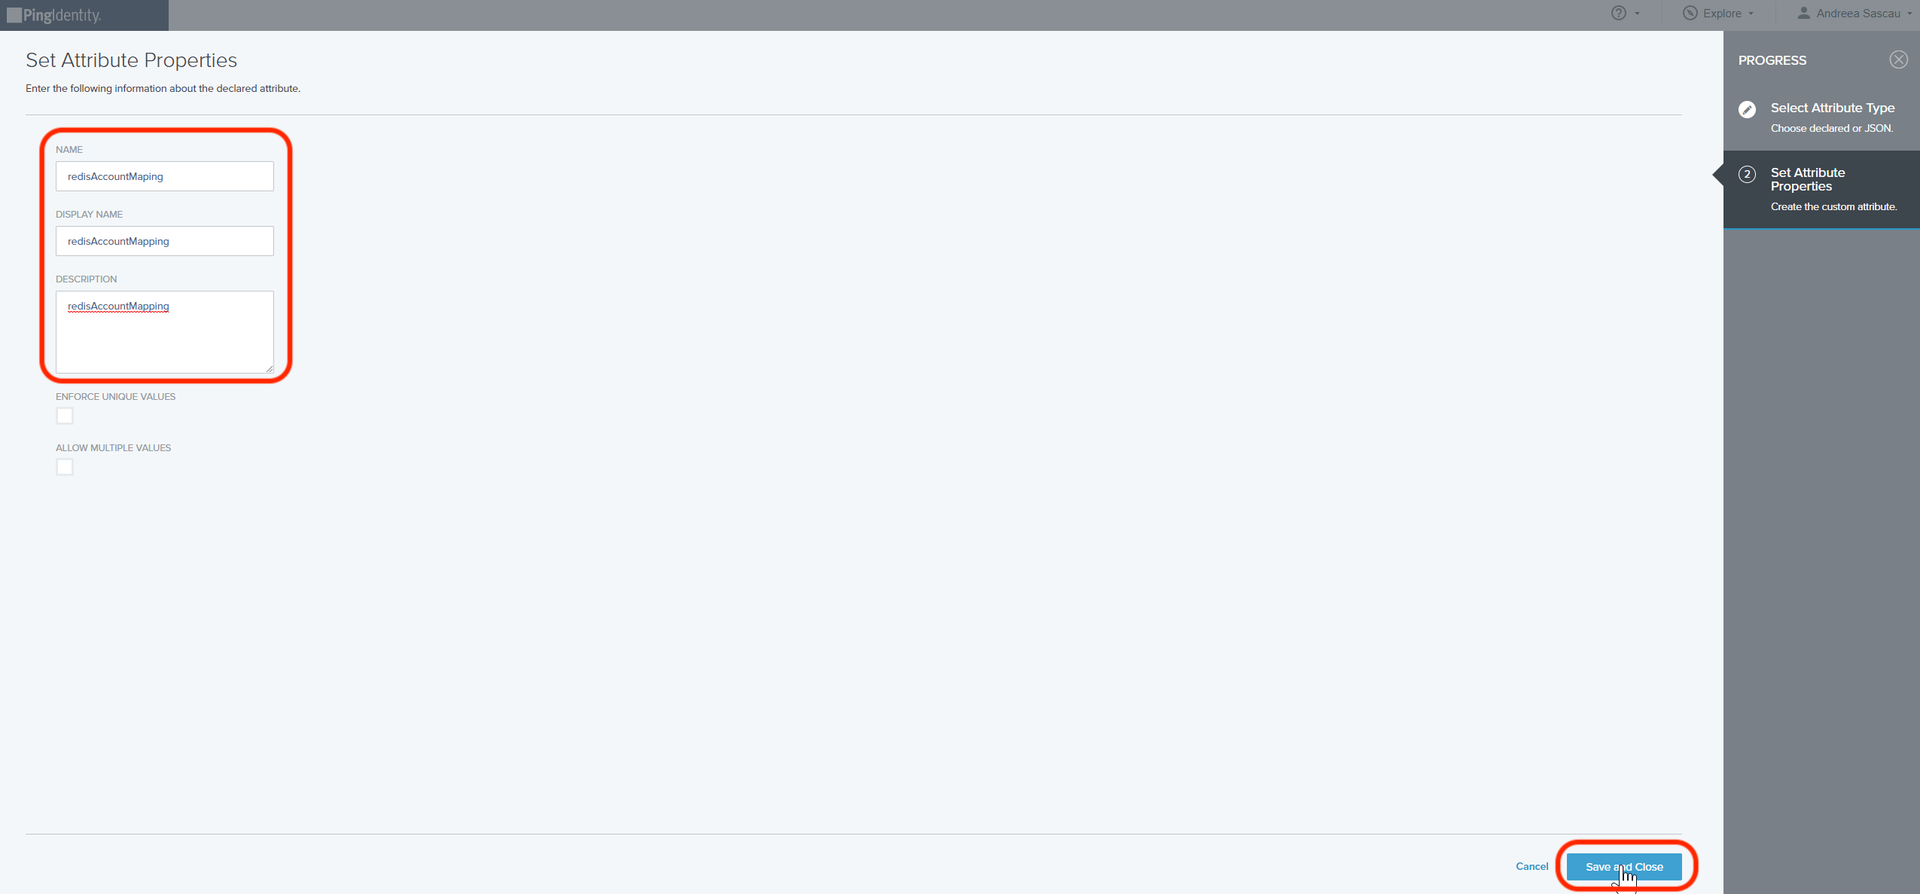 PingIdentity.
Explore
Andreea Sascau
Set Attribute Properties
Enter the following information about the declared attribute.
NAME
redisAccountMaping
DISPLAY NAME
redisAccountMapping
DESCRIPTION
redisAccountMapping
ENFORCE UNIQUE VALUES
ALLOW MULTIPLE VALUES
Cancel
Save and Close
PROGRESS
Select Attribute Type
Choose declared or JSON.
2
Set Attribute
Properties
Create the custom attribute.